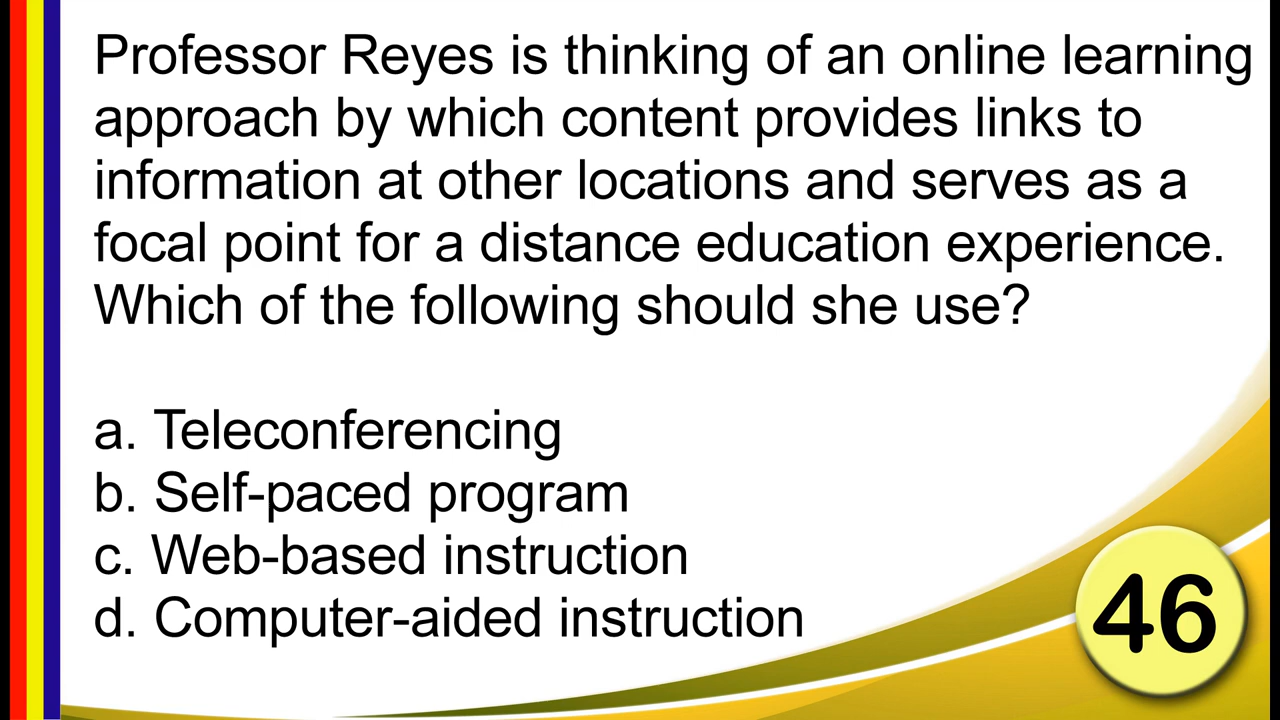 Professor Reyes is thinking of an online learning
approach by which content provides links to
information at other locations and serves as a
focal point for a distance education experience.
Which of the following should she use?
a. Teleconferencing
b. Self-paced program
c. Web-based instruction
d. Computer-aided instruction
46